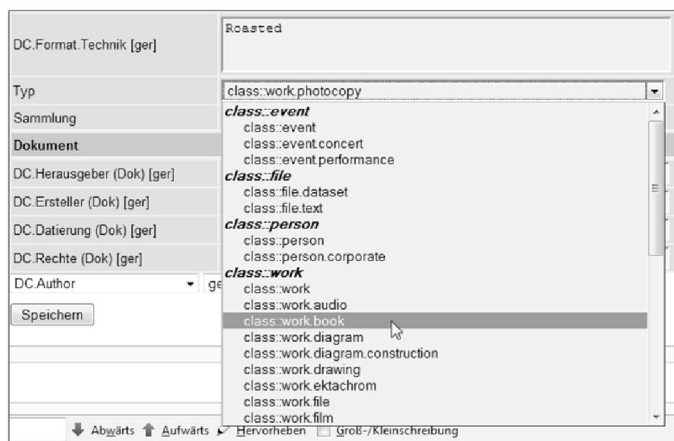 DC.Format.Technik [ger]
Roasted
Typ
class::work.photocopy
Sammlung
Dokument
DC.Herausgeber (Dok) [ger]
DC.Ersteller (Dok) [ger]
DC.Datierung (Dok) [ger]
DC.Rechte (Dok) [ger]
DC.Author
ge
Speichern
class::event
class::event
class::event.concert
class::event.performance
class::file
class::file.dataset
class::file.text
class::person
class::person
class::person.corporate
class::work
class::work
class::work.audio
class::work.book
class::work.diagram
class::work.diagram.construction
class::work.drawing
class::work.ektachrom
class::work.file
class::work.film
Abwärts Aufwärts Hervorheben Groß-/Kleinschreibung